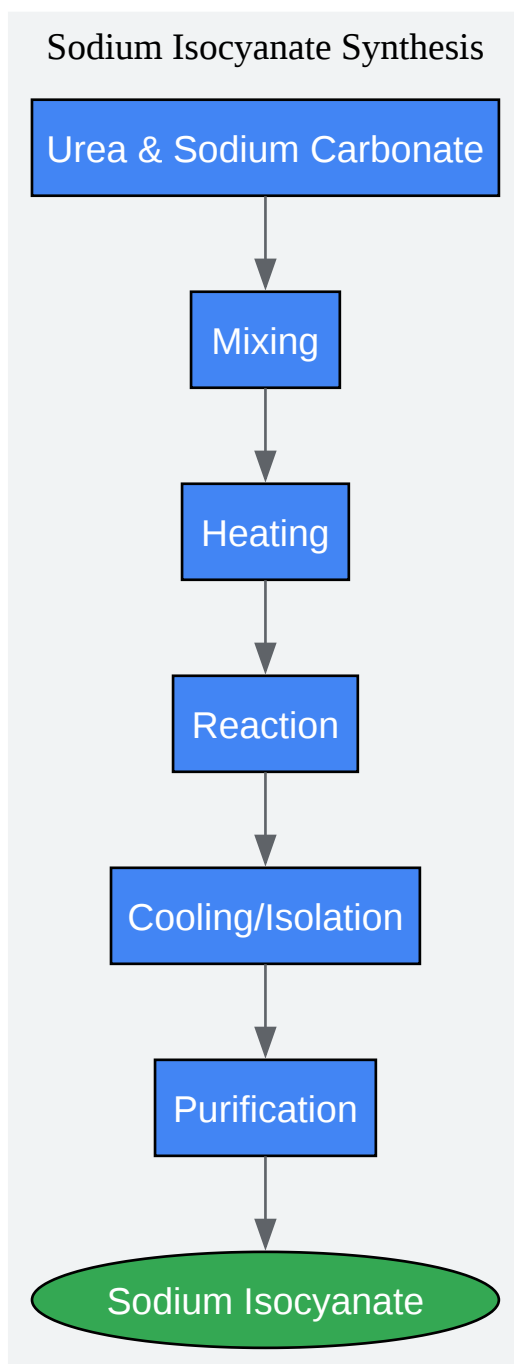 Sodium Isocyanate Synthesis
Urea & Sodium Carbonate
Mixing
Heating
Reaction
Cooling/Isolation
Purification
Sodium Isocyanate